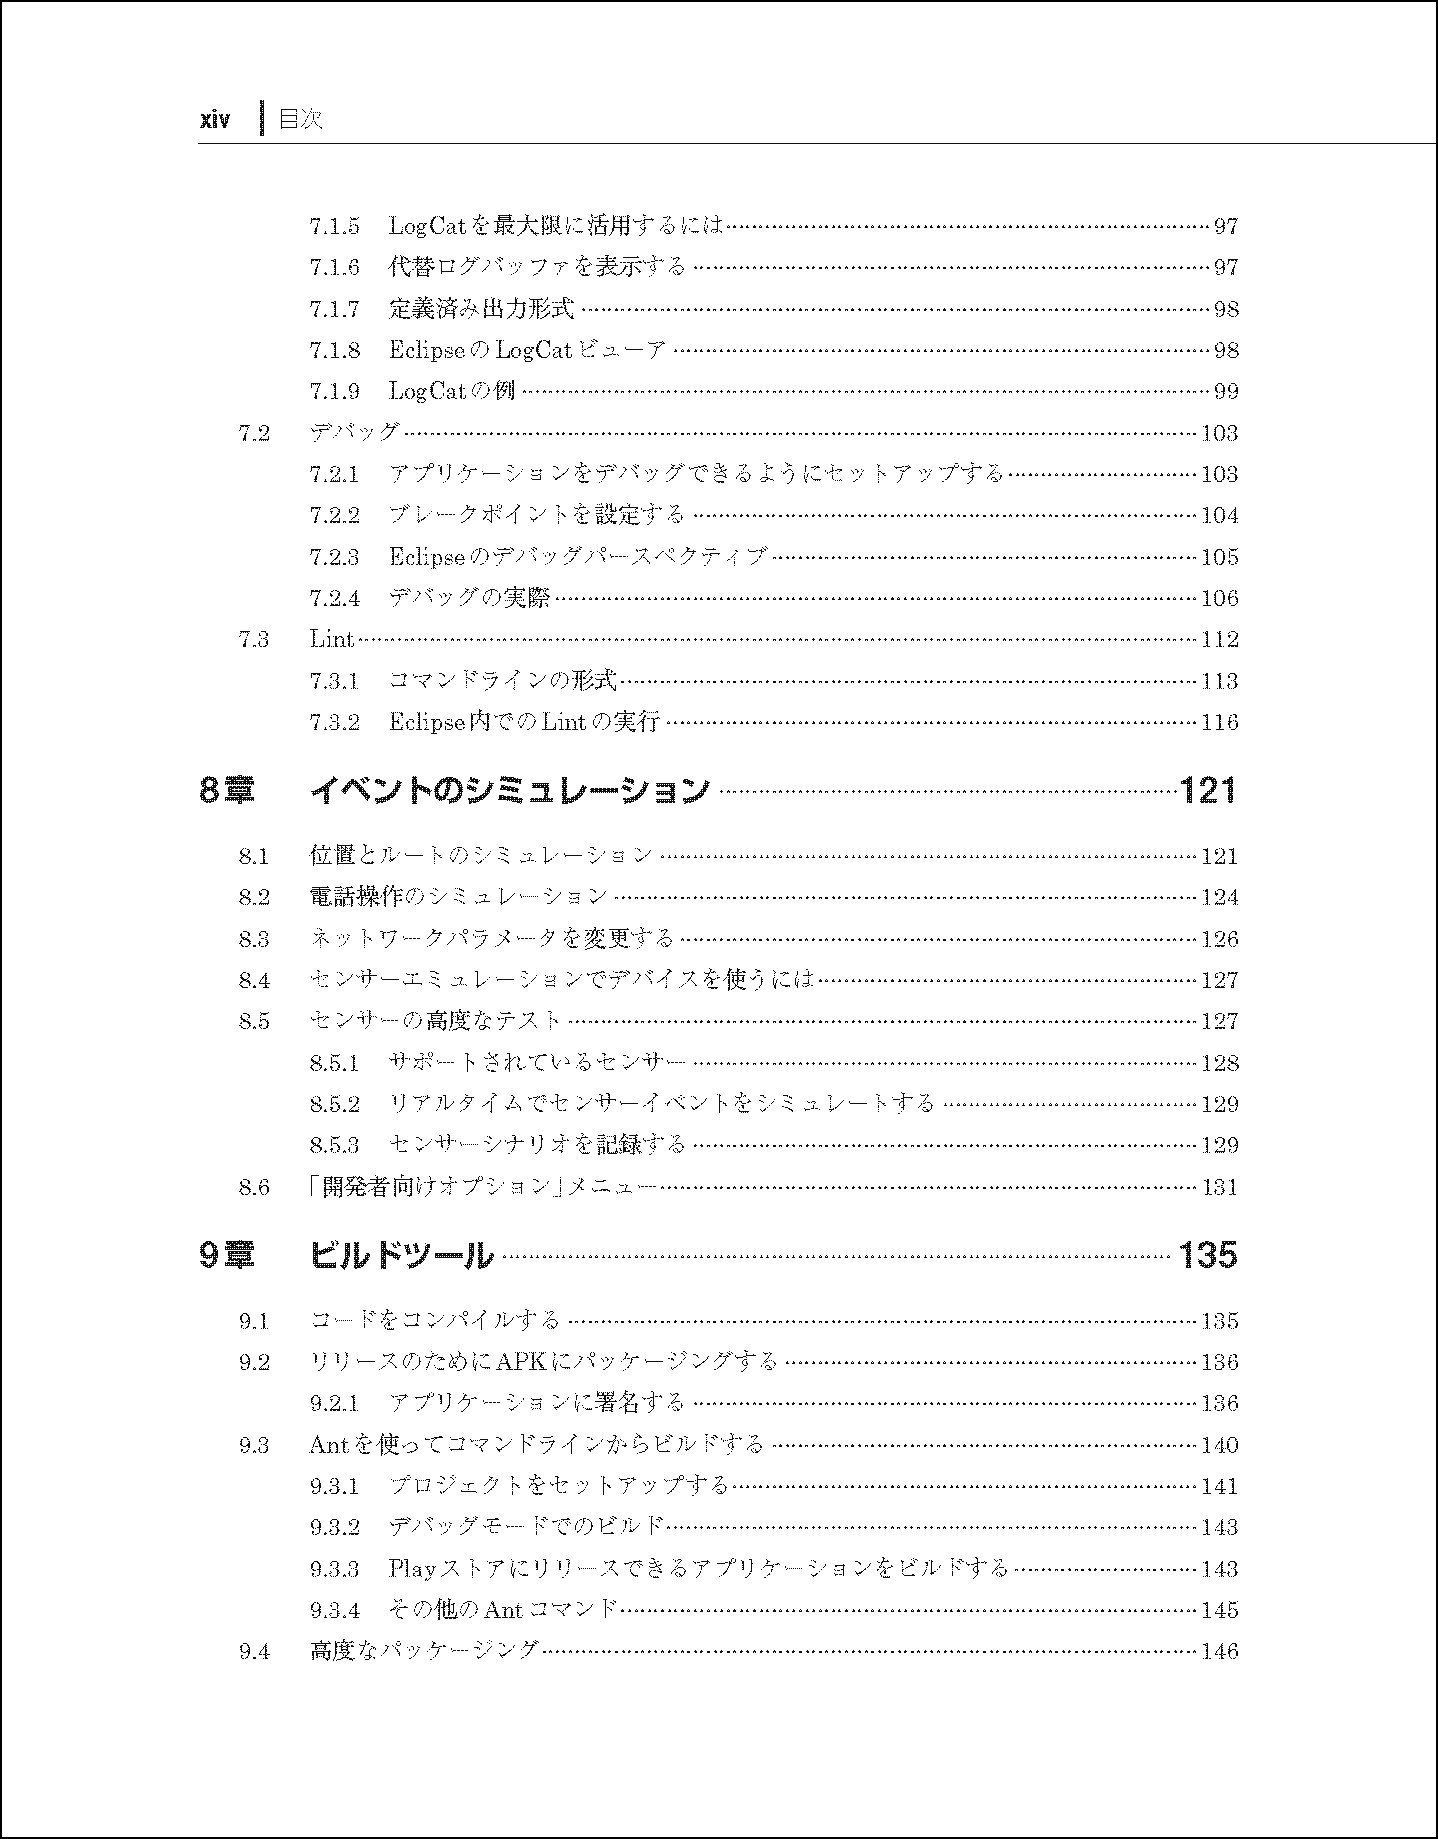 xiv 目次
7.1.5 LogCatを最大限に活用するには 97
7.1.6 代替ログバッファを表示する 97
7.1.7 定義済み出力形式 98
7.1.8 EclipseのLogCatビューア 98
7.1.9 LogCatの例 99
7.2 デバッグ 103
7.2.1 アプリケーションをデバッグできるようにセットアップする 103
7.2.2 ブレークポイントを設定する 104
7.2.3 Eclipseのデバッグパースペクティブ 105
7.2.4 デバッグの実際 106
7.3 Lint 112
7.3.1 コマンドラインの形式 113
7.3.2 Eclipse内でのLintの実行 116
8章 イベントのシミュレーション 121
8.1 位置とルートのシミュレーション 121
8.2 電話操作のシミュレーション 124
8.3 ネットワークパラメータを変更する 126
8.4 センサーエミュレーションでデバイスを使うには 127
8.5 センサーの高度なテスト 127
8.5.1 サポートされているセンサー 128
8.5.2 リアルタイムでセンサーイベントをシミュレートする 129
8.5.3 センサーシナリオを記録する 129
8.6 「開発者向けオプション」メニュー 131
9章 ビルドツール 135
9.1 コードをコンパイルする 135
9.2 リリースのためにAPKにパッケージングする 136
9.2.1 アプリケーションに署名する 136
9.3 Antを使ってコマンドラインからビルドする 140
9.3.1 プロジェクトをセットアップする 141
9.3.2 デバッグモードでのビルド 143
9.3.3 Playストアにリリースできるアプリケーションをビルドする 143
9.3.4 その他のAntコマンド 145
9.4 高度なパッケージング 146